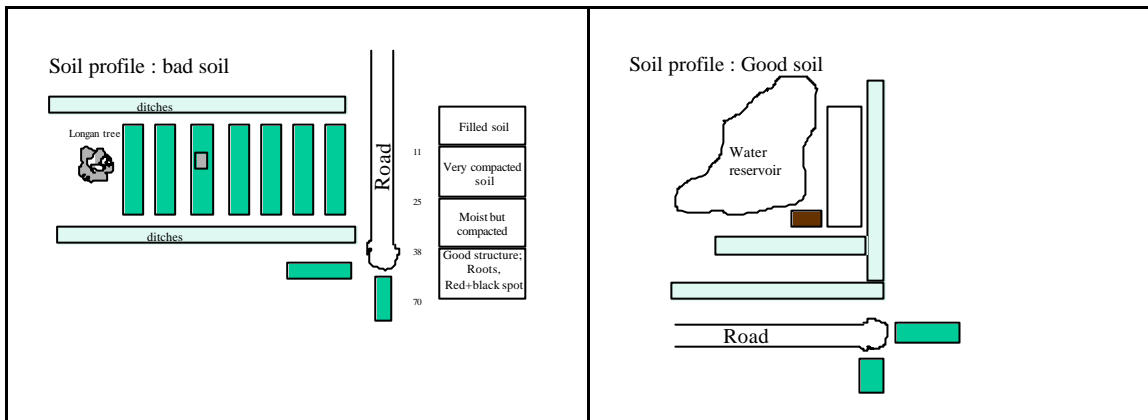 Soil profile : bad soil
ditches
Longan tree
Road
ditches
Filled soil
11
Very compacted
soil
25
Moist but
compacted
38
Good structure;
Roots,
Red+black spot
70
Soil profile : Good soil
Water
reservoir
Road